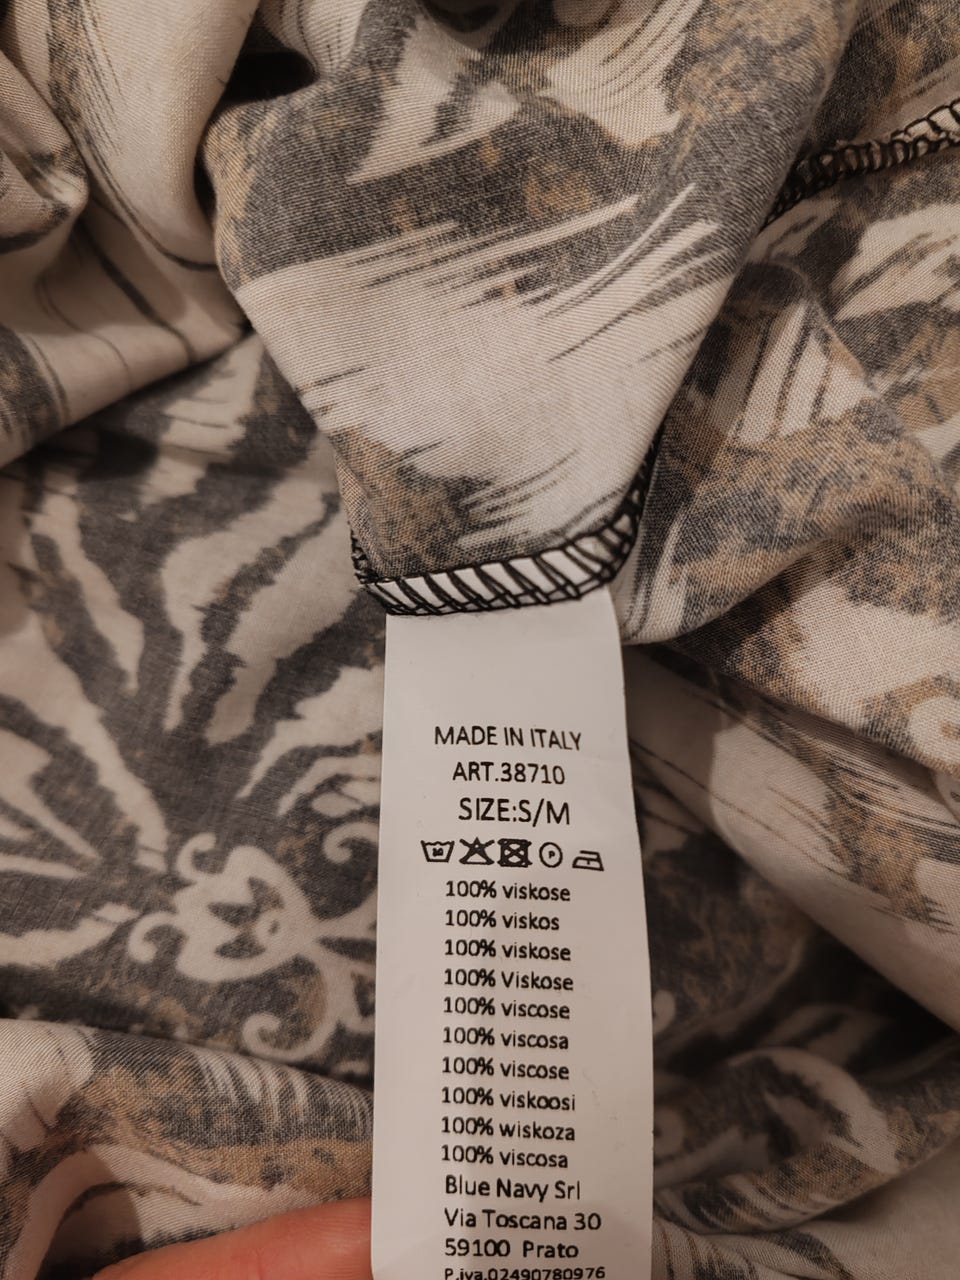 MADE IN ITALY
ART.38710
SIZE:S/M
100% viskose
100% viskos
100% viskose
100% Viskose
100% viscose
100% viscosa
100% viscose
100% viskoosi
100% wiskoza
100% viscosa
Blue Navy Srl
Via Toscana 30
59100 Prato
P.iva.02490780976